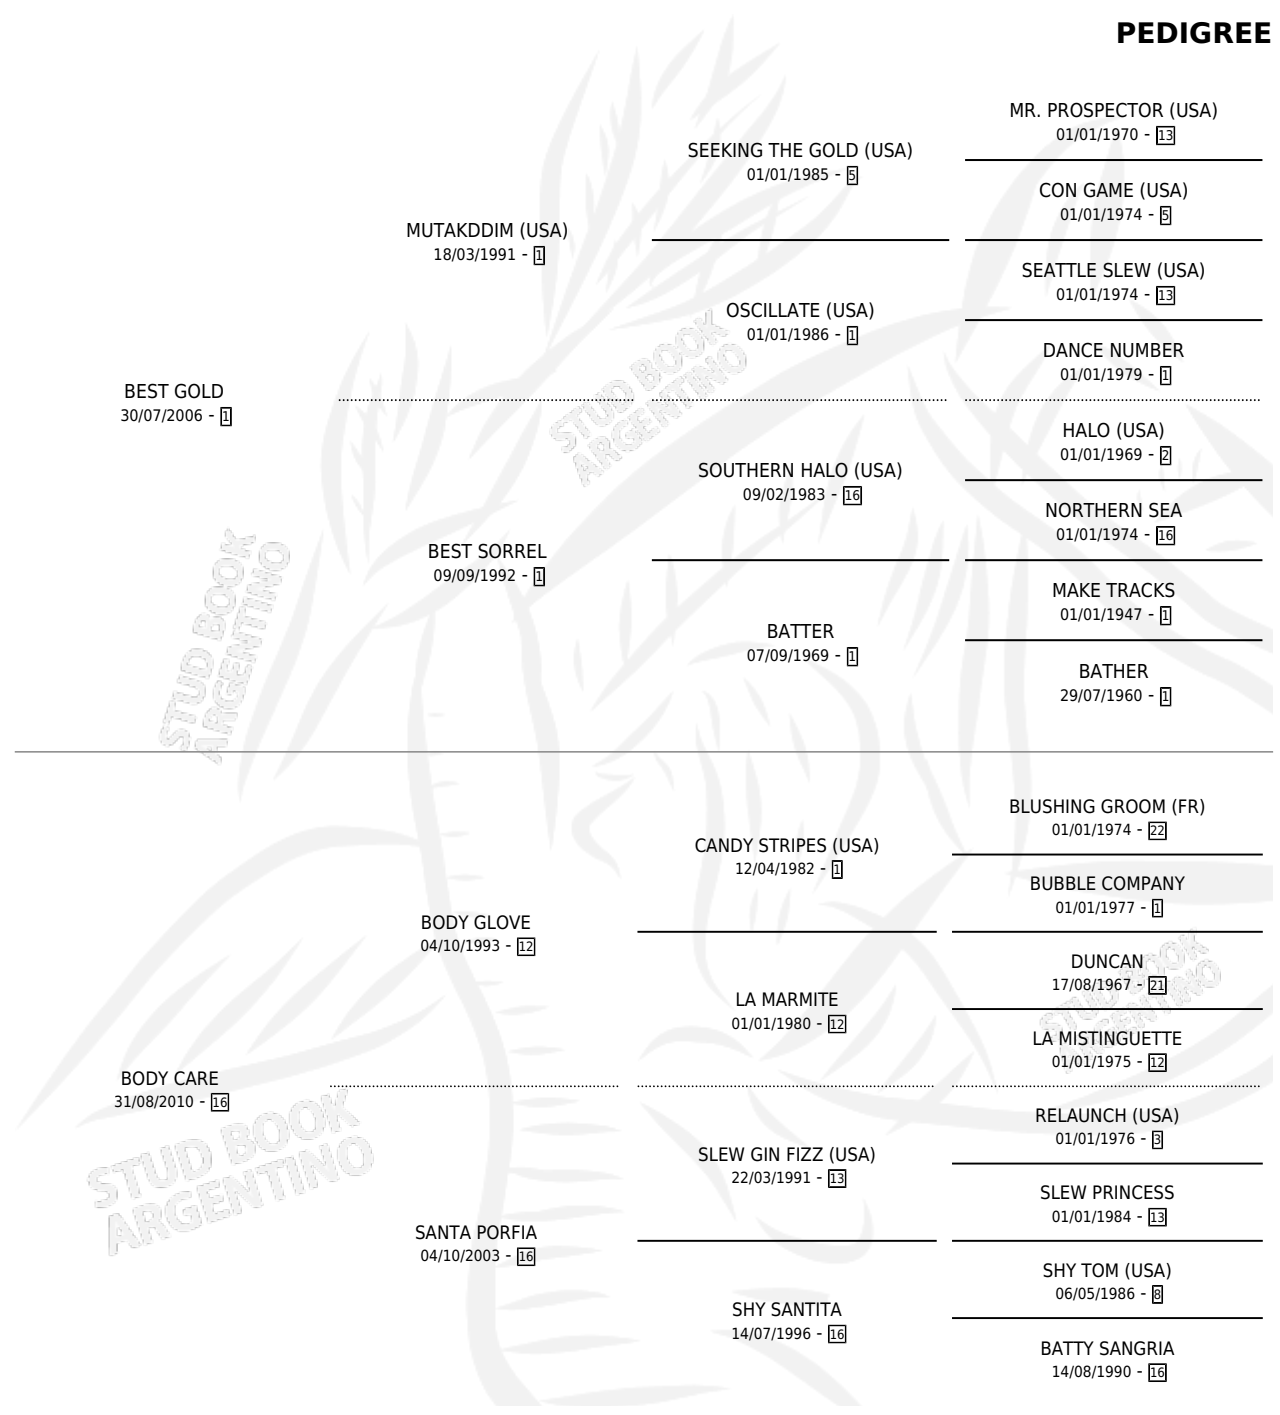 PEDIGREE
MR. PROSPECTOR (USA)
01/01/1970 - 13
SEEKING THE GOLD (USA)
01/01/1985 - 5
CON GAME (USA)
01/01/1974 - 5
MUTAKDDIM (USA)
18/03/1991 - 1
SEATTLE SLEW (USA)
01/01/1974 - 13
OSCILLATE (USA)
01/01/1986 - 1
DANCE NUMBER
01/01/1979 - 1
BEST GOLD
30/07/2006 - 1
HALO (USA)
01/01/1969 - 2
SOUTHERN HALO (USA)
09/02/1983 - 16
NORTHERN SEA
01/01/1974 - 16
BEST SORREL
09/09/1992 - 1
MAKE TRACKS
01/01/1947 - 1
BATTER
07/09/1969 - 1
BATHER
29/07/1960 - 1
BLUSHING GROOM (FR)
01/01/1974 - 22
CANDY STRIPES (USA)
12/04/1982 - 1
BUBBLE COMPANY
01/01/1977 - 1
BODY GLOVE
04/10/1993 - 12
DUNCAN
17/08/1967 - 21
LA MARMITE
01/01/1980 - 12
LA MISTINGUETTE
01/01/1975 - 12
BODY CARE
31/08/2010 - 16
RELAUNCH (USA)
01/01/1976 - 3
SLEW GIN FIZZ (USA)
22/03/1991 - 13
SLEW PRINCESS
01/01/1984 - 13
SANTA PORFIA
04/10/2003 - 16
SHY TOM (USA)
06/05/1986 - 8
SHY SANTITA
14/07/1996 - 16
BATTY SANGRIA
14/08/1990 - 16
STUD BOOK
ARGENTINO
STUD BOOK
ARGENTINO
STUD BOOK
ARGENTINO
STUD BOOK
ARGENTINO